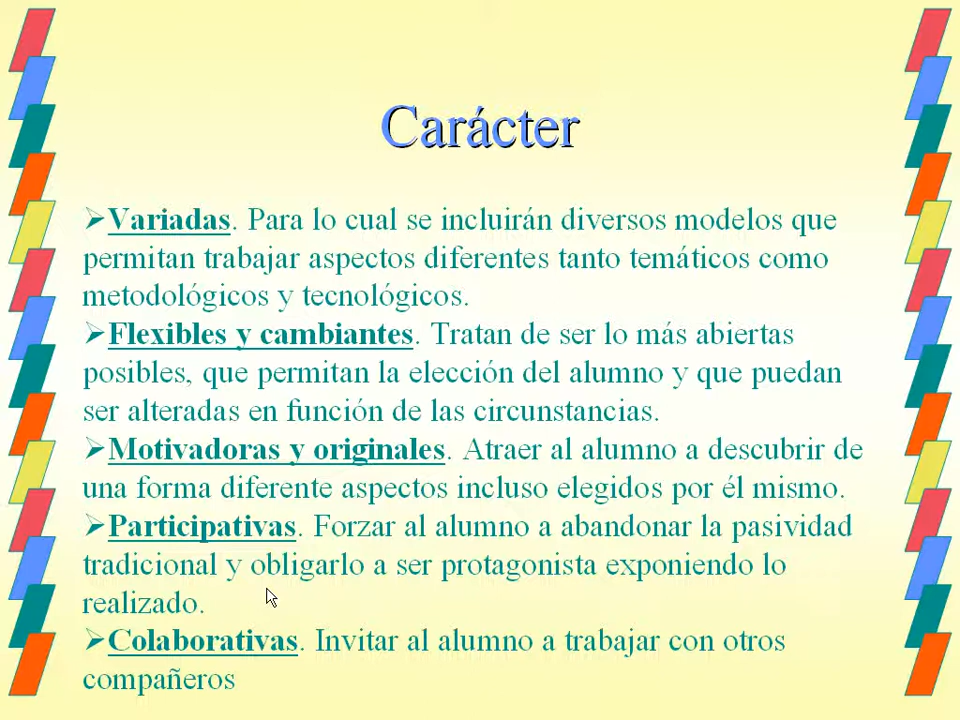 Carácter
➢Variadas. Para lo cual se incluirán diversos modelos que
permitan trabajar aspectos diferentes tanto temáticos como
metodológicos y tecnológicos.
➢Flexibles y cambiantes. Tratan de ser lo más abiertas
posibles, que permitan la elección del alumno y que puedan
ser alteradas en función de las circunstancias.
➢Motivadoras y originales. Atraer al alumno a descubrir de
una forma diferente aspectos incluso elegidos por él mismo.
➢Participativas. Forzar al alumno a abandonar la pasividad
tradicional y obligarlo a ser protagonista exponiendo lo
realizado.
➢Colaborativas. Invitar al alumno a trabajar con otros
compañeros